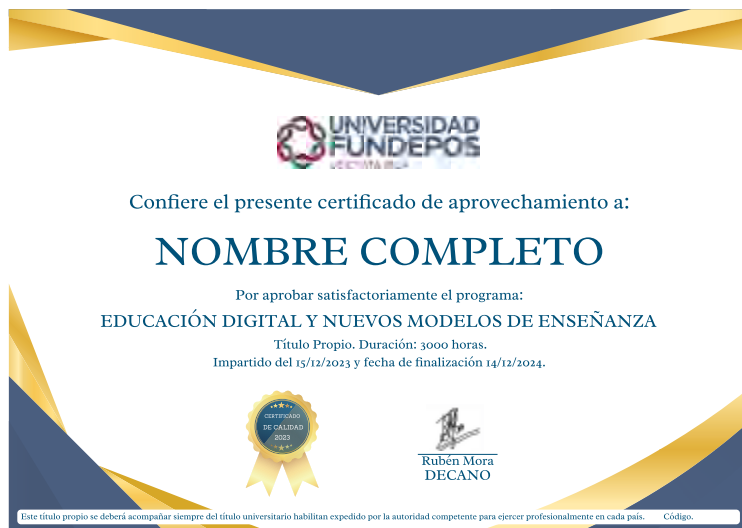 UNIVERSIDAD
FUNDEPOS
Confiere el presente certificado de aprovechamiento a:
NOMBRE COMPLETO
Por aprobar satisfactoriamente el programa:
EDUCACIÓN DIGITAL Y NUEVOS MODELOS DE ENSEÑANZA
Título Propio. Duración: 3000 horas.
Impartido del 15/12/2023 y fecha de finalización 14/12/2024.
CERTIFICADO
DE CALIDAD
2023
Rubén Mora
DECANO
Este título propio se deberá acompañar siempre del título universitario habilitan expedido por la autoridad competente para ejercer profesionalmente en cada país. Código.